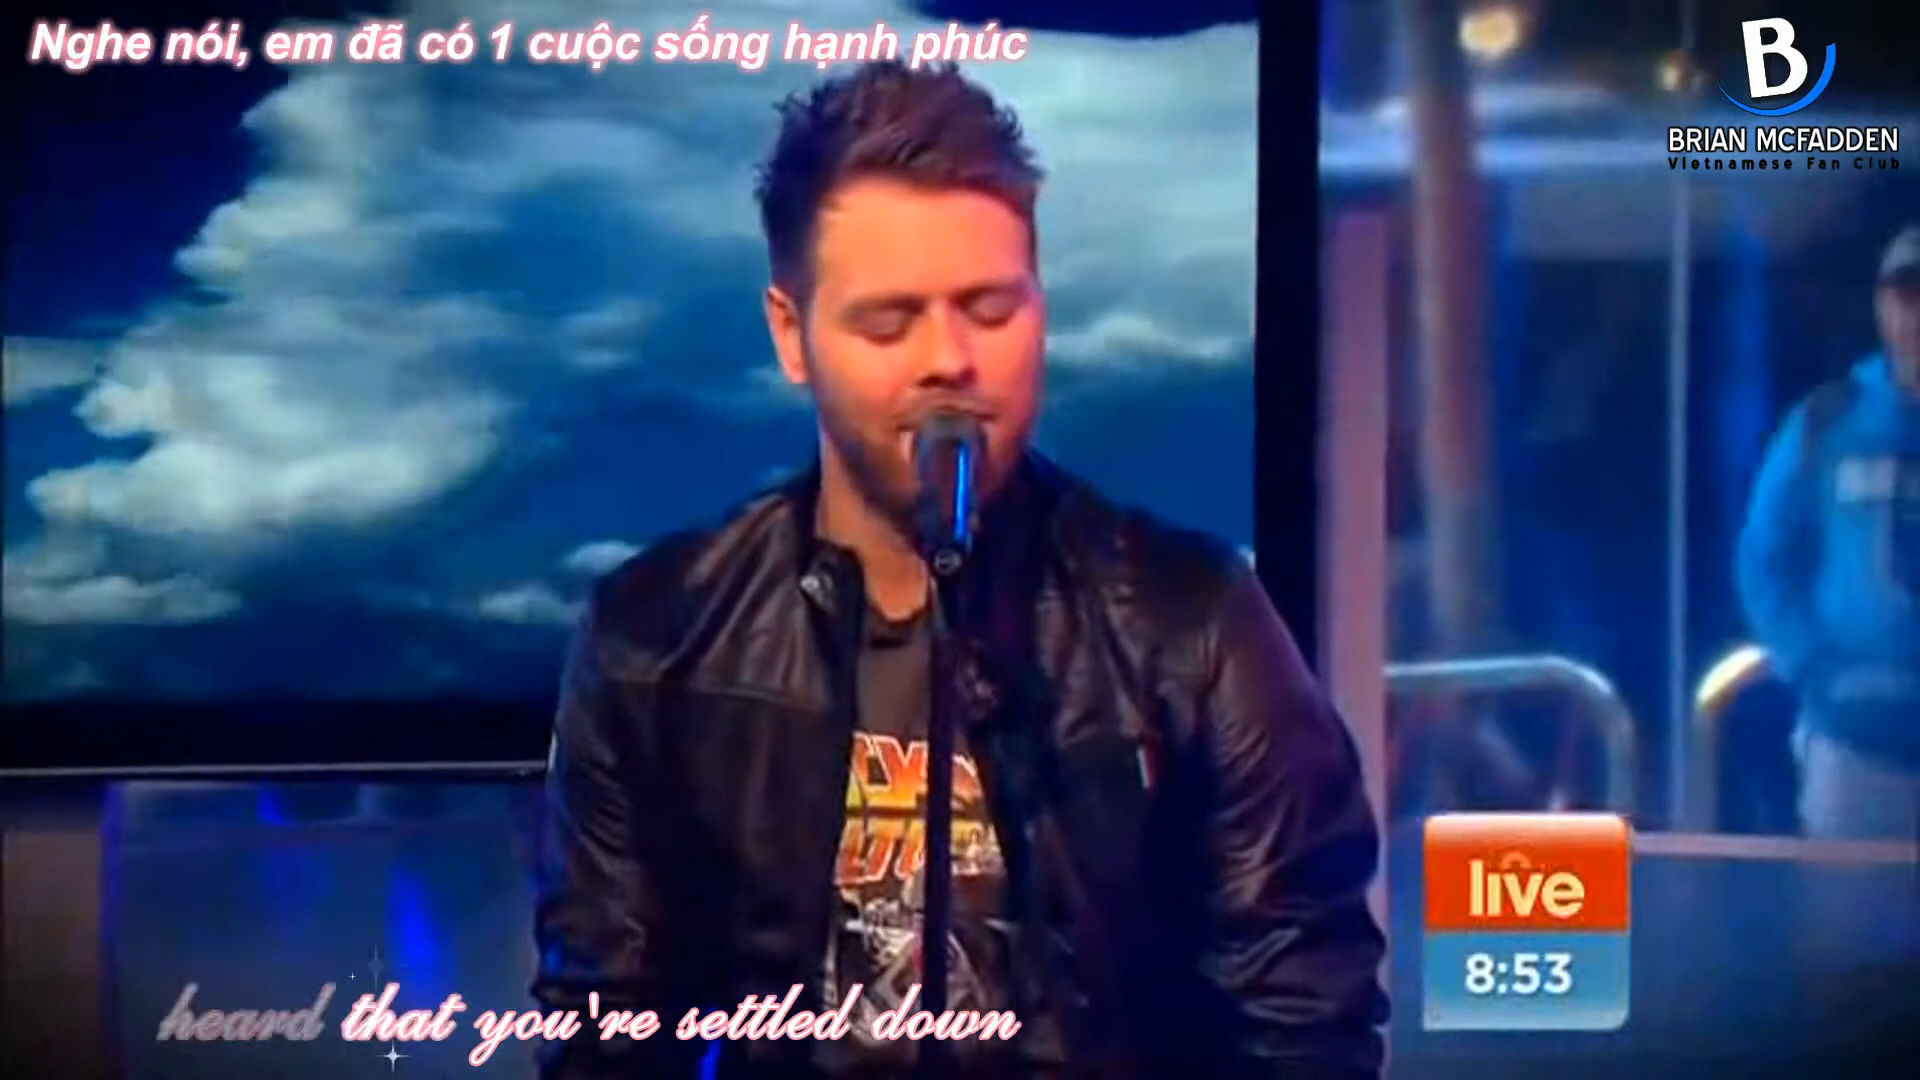 Nghe nói, em đã có 1 cuộc sống hạnh phúc
B
BRIAN MCFADDEN
Vietnamese Fan Club
live
8:53
heard that you're settled down